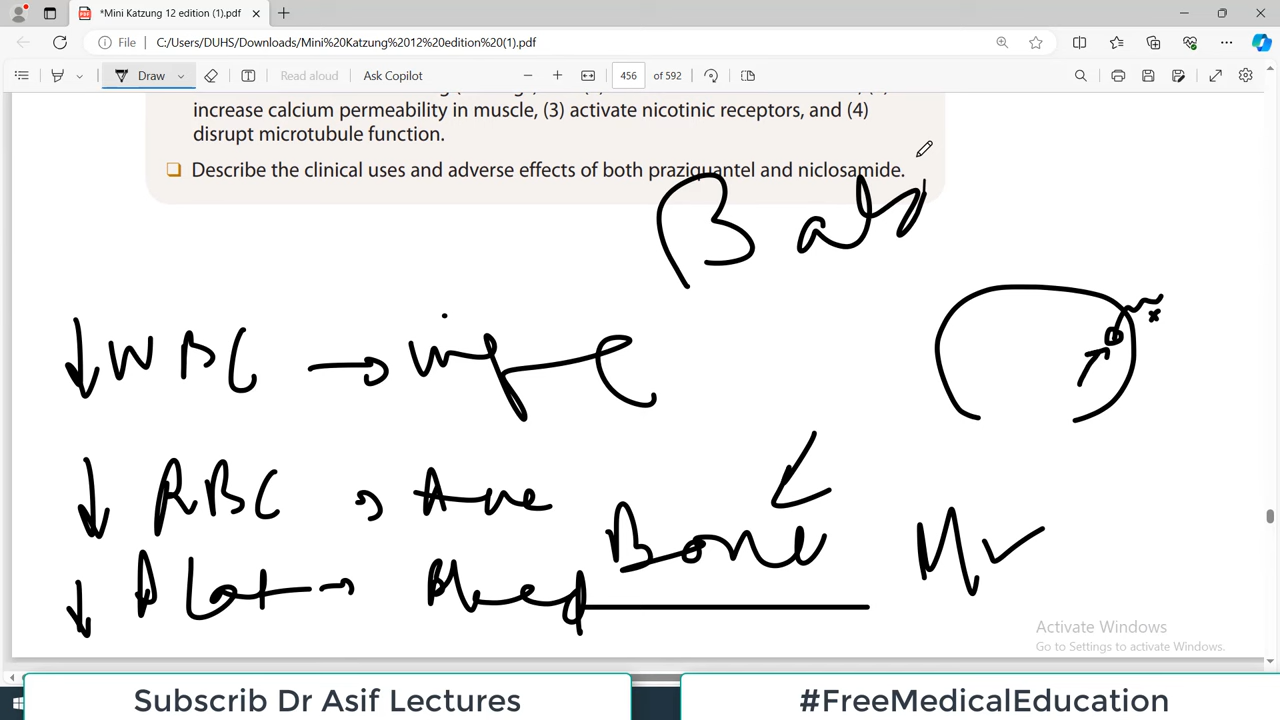 *Mini Katzung 12 edition (1).pdf
File C:/Users/DUHS/Downloads/Mini%20Katzung%2012%20edition%20(1).pdf
Draw Read aloud Ask Copilot 456 of 592
increase calcium permeability in muscle, (3) activate nicotinic receptors, and (4)
disrupt microtubule function.
Describe the clinical uses and adverse effects of both praziquantel and niclosamide.
↓ WBC →
↓ RBC →
↓ Plat → Bleed
Bone
Activate Windows
Go to Settings to activate Windows.
Subscrib Dr Asif Lectures
#FreeMedicalEducation